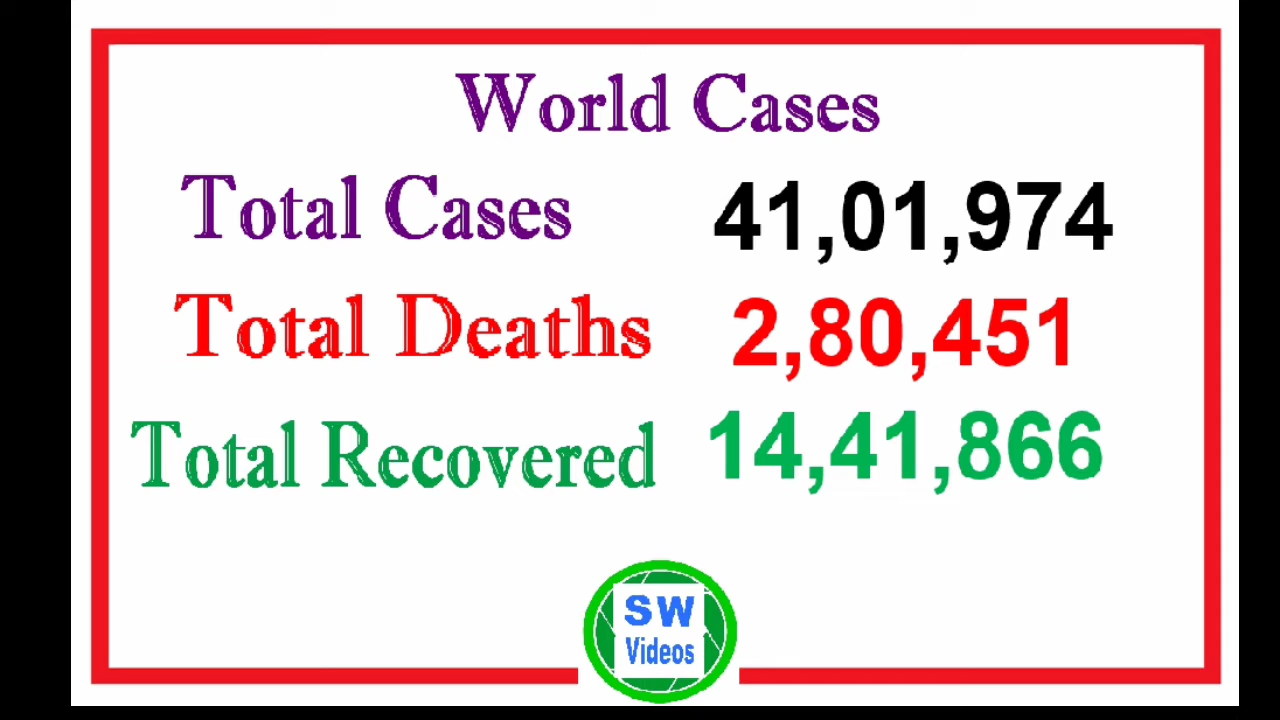 World Cases
Total Cases 41,01,974
Total Deaths 2,80,451
Total Recovered 14,41,866
SW
Videos